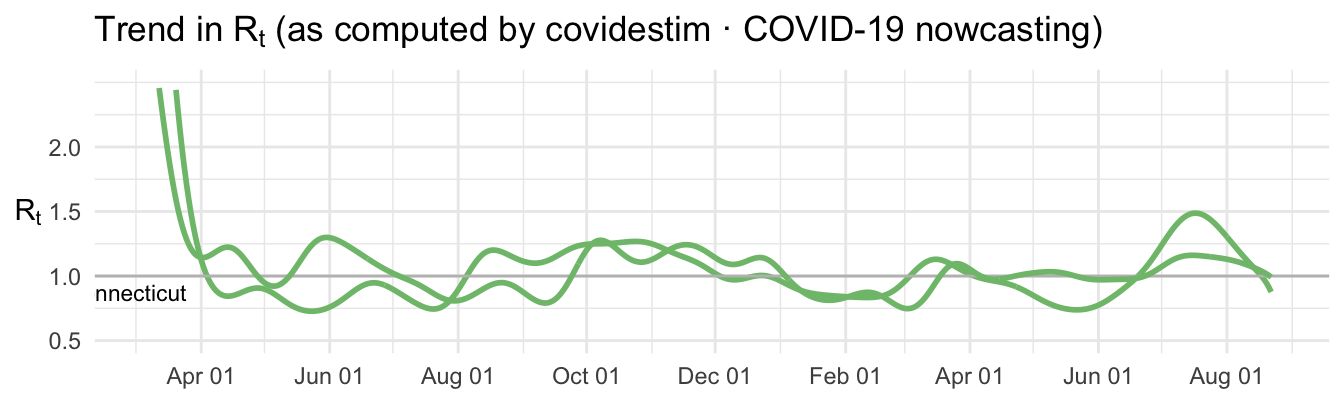 Trend in Rt (as computed by covidestim · COVID-19 nowcasting)
2.0
Rt
1.5
1.0
nnecticut
0.5
Apr 01 Jun 01 Aug 01 Oct 01 Dec 01 Feb 01 Apr 01 Jun 01 Aug 01